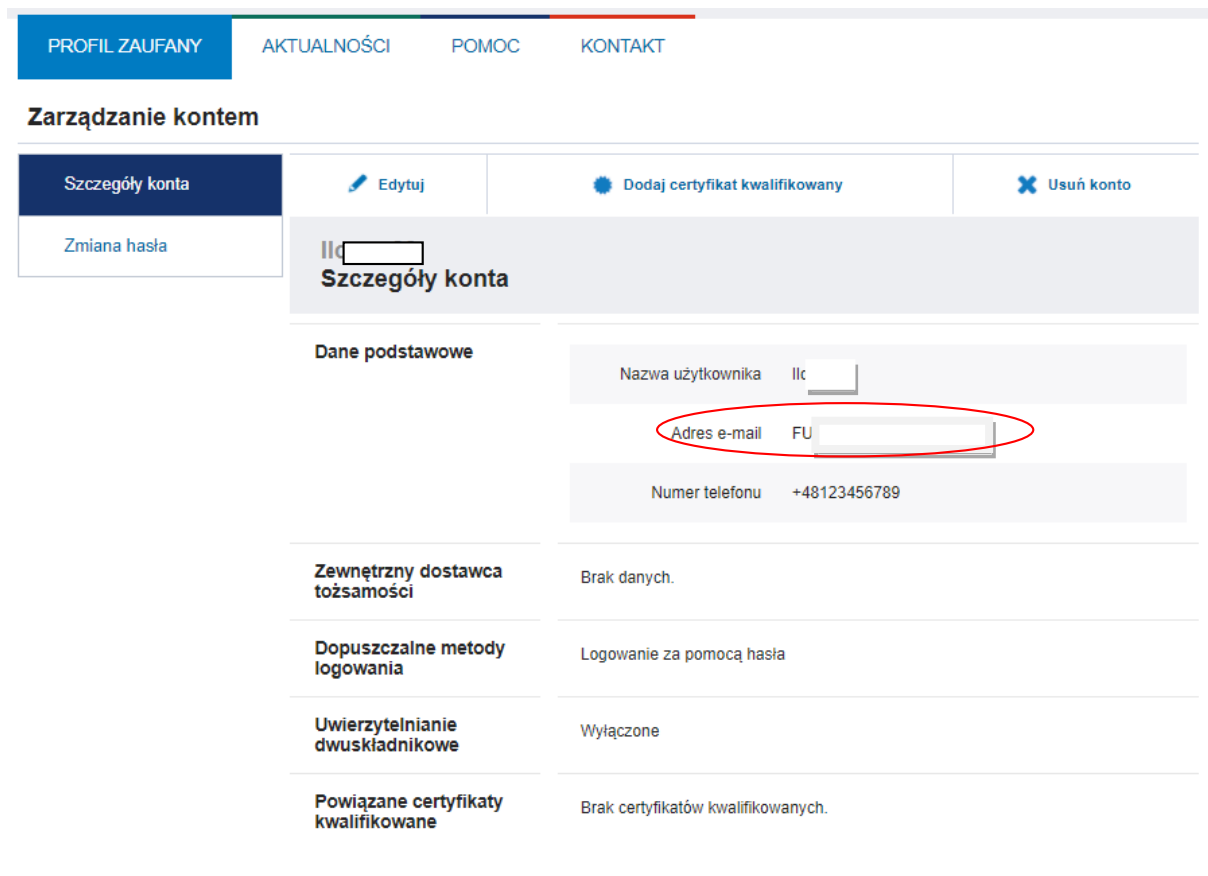 PROFIL ZAUFANY AKTUALNOŚCI POMOC KONTAKT
Zarządzanie kontem
Szczegóły konta
Zmiana hasła
Edytuj Dodaj certyfikat kwalifikowany Usuń konto
Szczegóły konta
Dane podstawowe
Nazwa użytkownika
Adres e-mail FU
Numer telefonu +48123456789
Zewnętrzny dostawca
tożsamości
Brak danych.
Dopuszczalne metody
logowania
Logowanie za pomocą hasła
Uwierzytelnianie
dwuskładnikowe
Wyłączone
Powiązane certyfikaty
kwalifikowane
Brak certyfikatów kwalifikowanych.